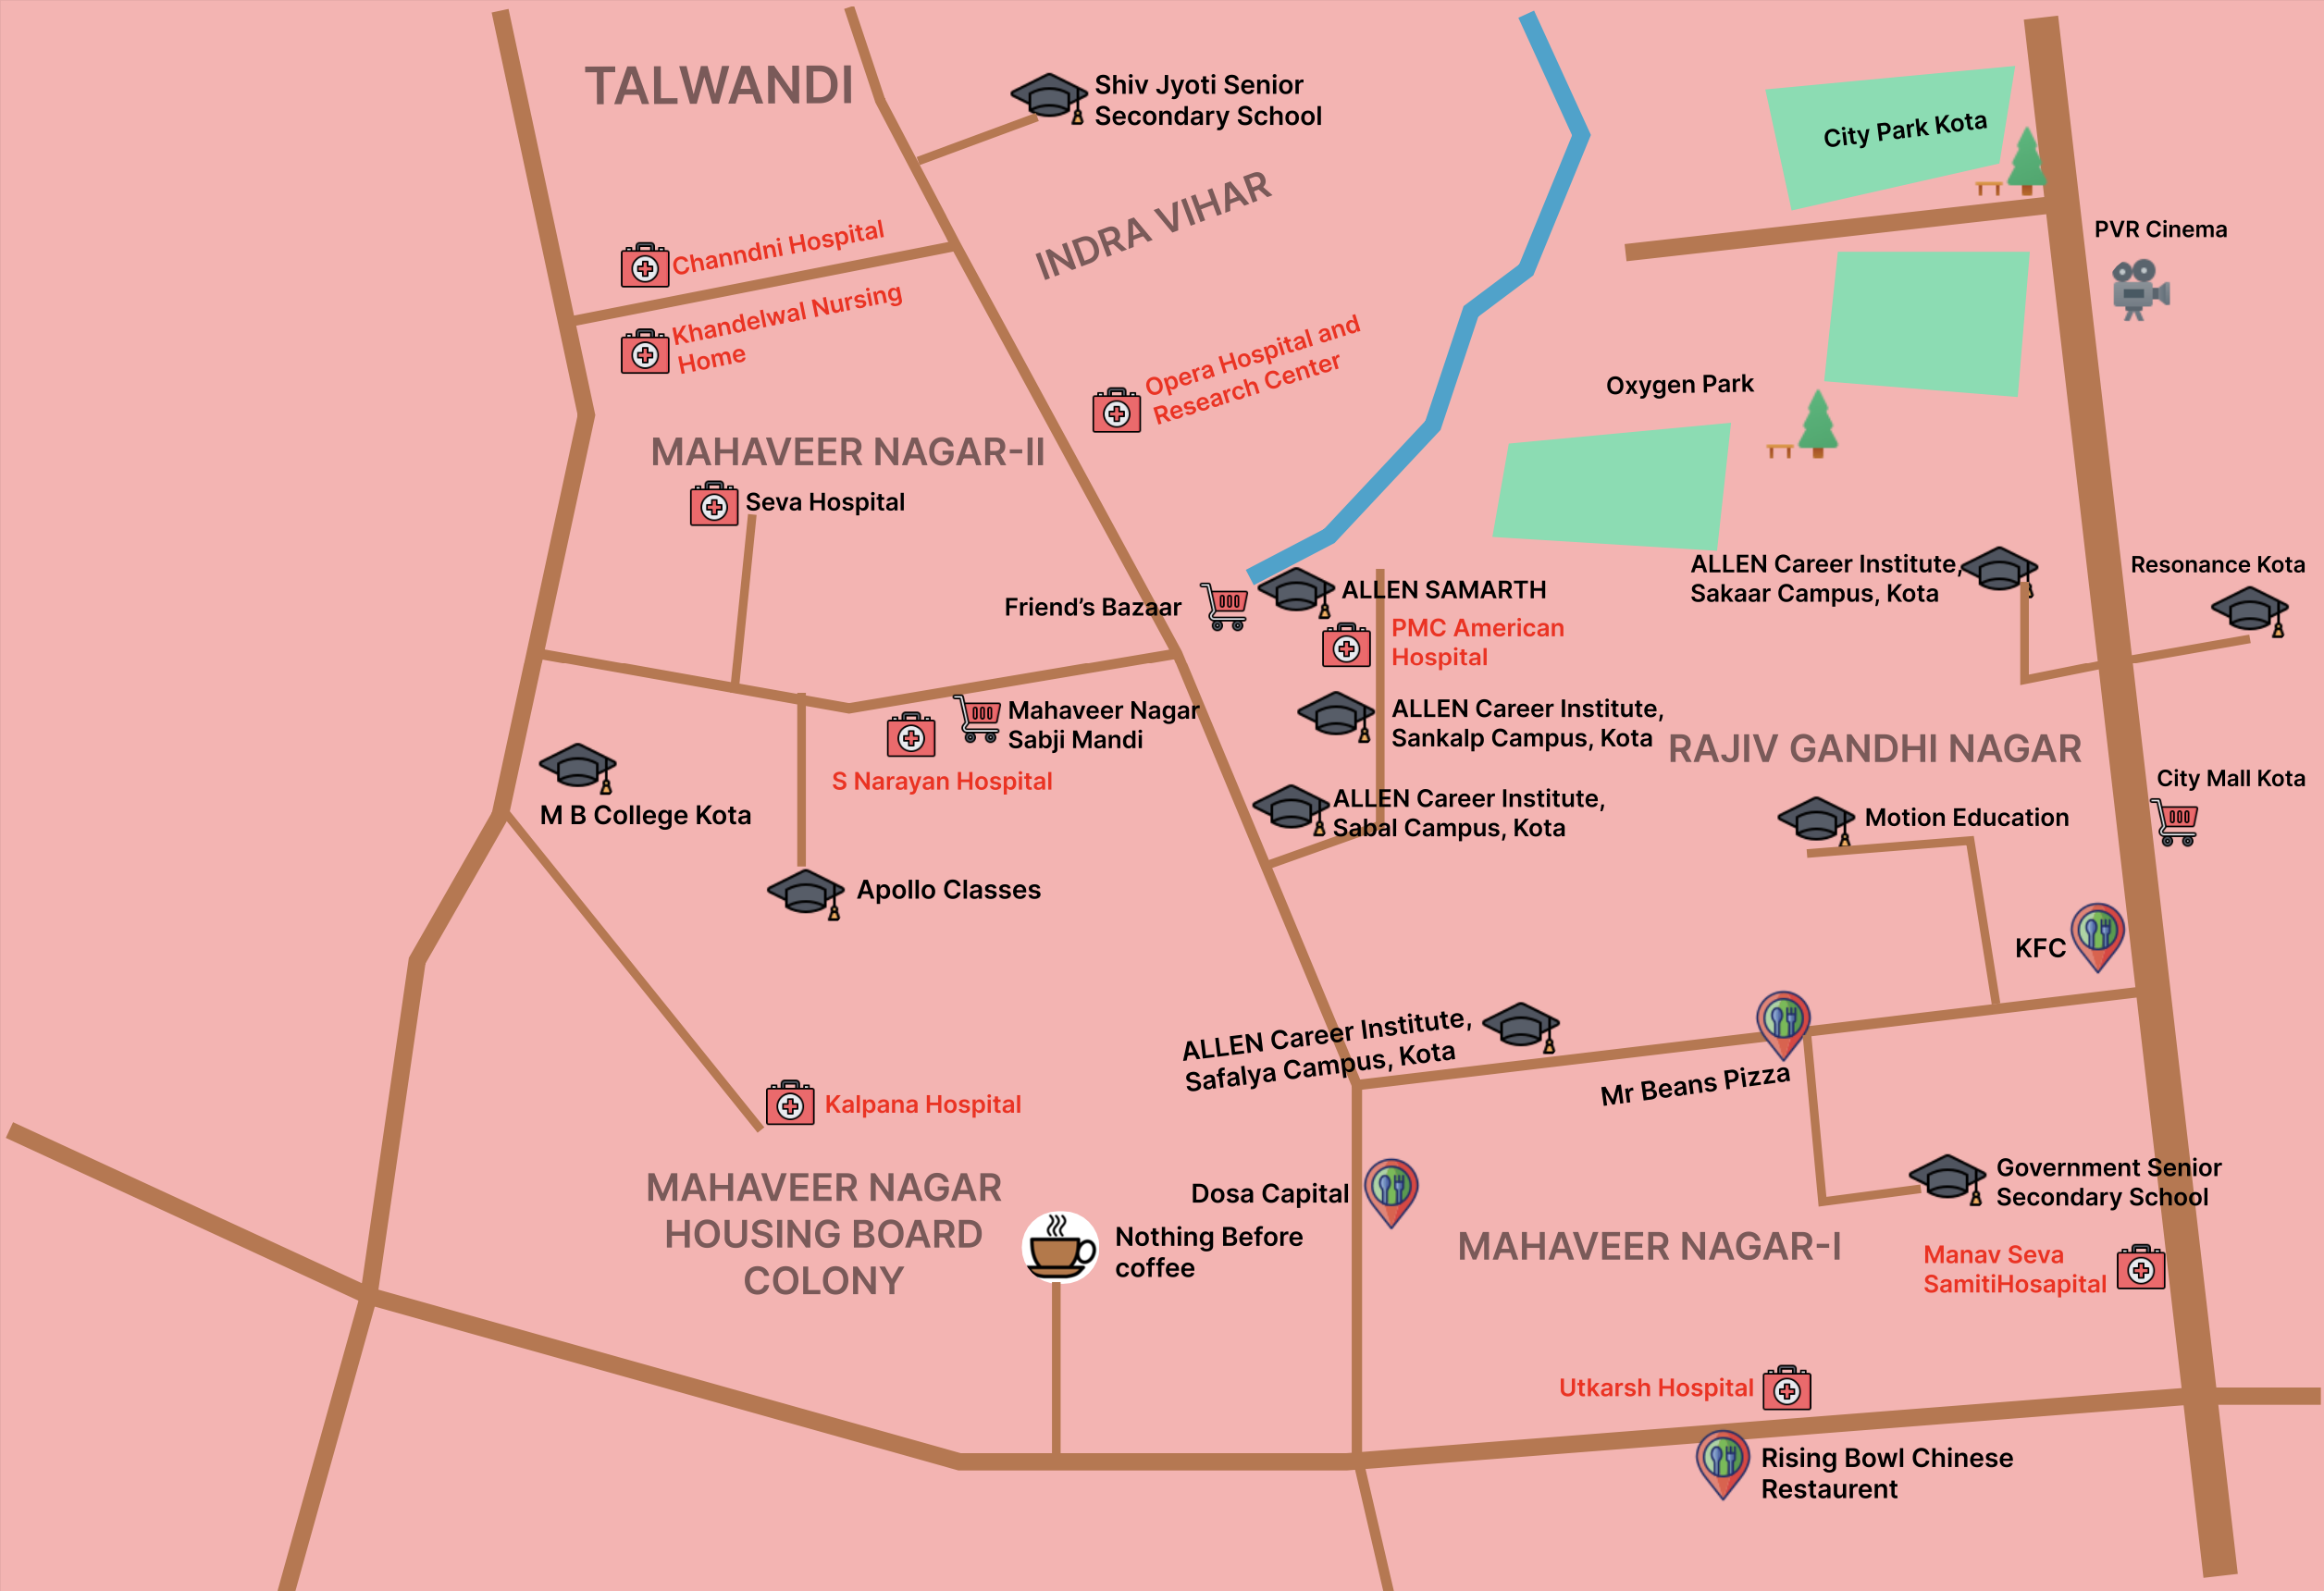 TALWANDI
Shiv Jyoti Senior
Secondary School
City Park Kota
INDRA VIHAR
PVR Cinema
Channdni Hospital
Khandelwal Nursing
Home
Opera Hospital and
Research Center
Oxygen Park
MAHAVEER NAGAR-II
Seva Hospital
ALLEN Career Institute,
Sakaar Campus, Kota
Resonance Kota
Friend’s Bazaar
ALLEN SAMARTH
PMC American
Hospital
Mahaveer Nagar
Sabji Mandi
ALLEN Career Institute,
Sankalp Campus, Kota
RAJIV GANDHI NAGAR
S Narayan Hospital
City Mall Kota
M B College Kota
ALLEN Career Institute,
Sabal Campus, Kota
Motion Education
Apollo Classes
KFC
ALLEN Career Institute,
Safalya Campus, Kota
Mr Beans Pizza
Kalpana Hospital
MAHAVEER NAGAR
HOUSING BOARD
COLONY
Dosa Capital
Government Senior
Secondary School
Nothing Before
coffee
MAHAVEER NAGAR-I
Manav Seva
SamitiHosapital
Utkarsh Hospital
Rising Bowl Chinese
Restaurent